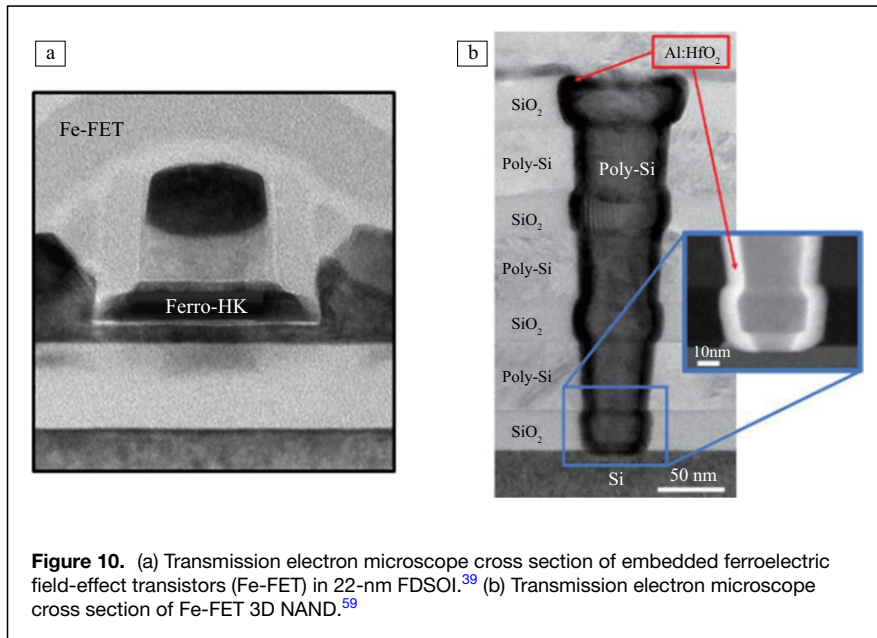 a
Fe-FET
Ferro-HK
b
Al:HfO₂
SiO₂
Poly-Si
Poly-Si
SiO₂
Poly-Si
SiO₂
Poly-Si
SiO₂
Si
50 nm
10nm
Figure 10. (a) Transmission electron microscope cross section of embedded ferroelectric
field-effect transistors (Fe-FET) in 22-nm FDSOI.³⁹ (b) Transmission electron microscope
cross section of Fe-FET 3D NAND.⁵⁹